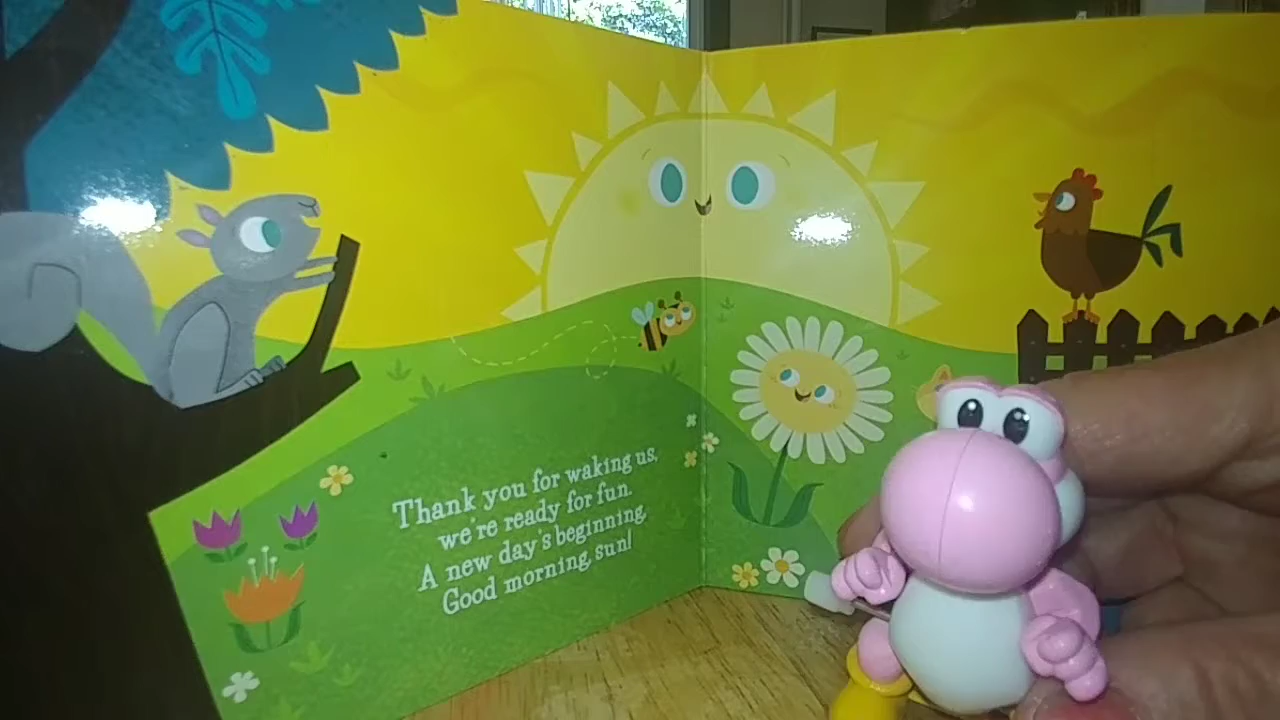 Thank you for waking us,
we're ready for fun.
A new day's beginning.
Good morning, sun!